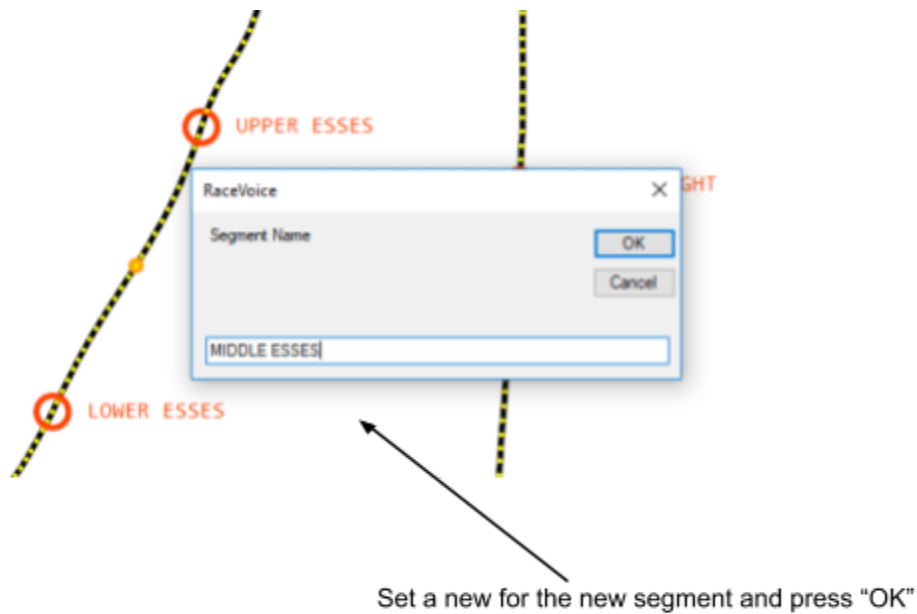 UPPER ESSES
RaceVoice
GHT
Segment Name
OK
Cancel
MIDDLE ESSES
LOWER ESSES
Set a new for the new segment and press “OK”